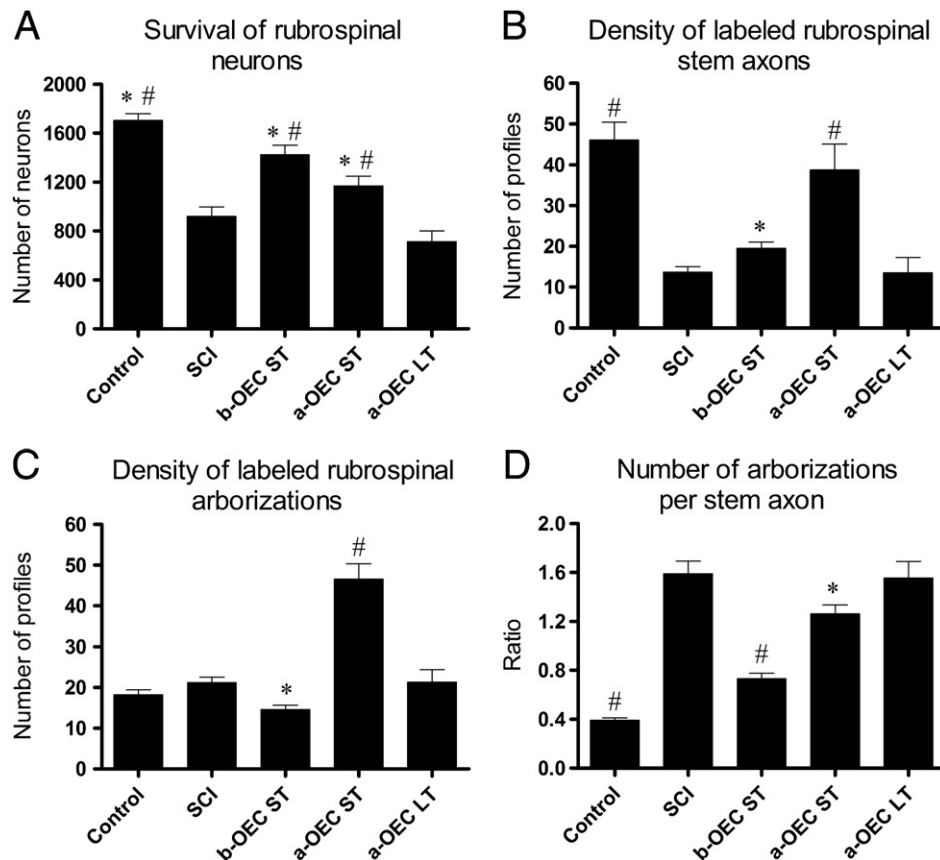 A
Survival of rubrospinal
neurons
Number of neurons
2000
1600
1200
800
400
0
* #
* #
* #
Control
SCI
b-OEC ST
a-OEC ST
a-OEC LT
B
Density of labeled rubrospinal
stem axons
Number of profiles
60
50
40
30
20
10
0
#
*
#
Control
SCI
b-OEC ST
a-OEC ST
a-OEC LT
C
Density of labeled rubrospinal
arborizations
Number of profiles
60
50
40
30
20
10
0
*
#
Control
SCI
b-OEC ST
a-OEC ST
a-OEC LT
D
Number of arborizations
per stem axon
Ratio
2.0
1.6
1.2
0.8
0.4
0.0
#
#
*
Control
SCI
b-OEC ST
a-OEC ST
a-OEC LT